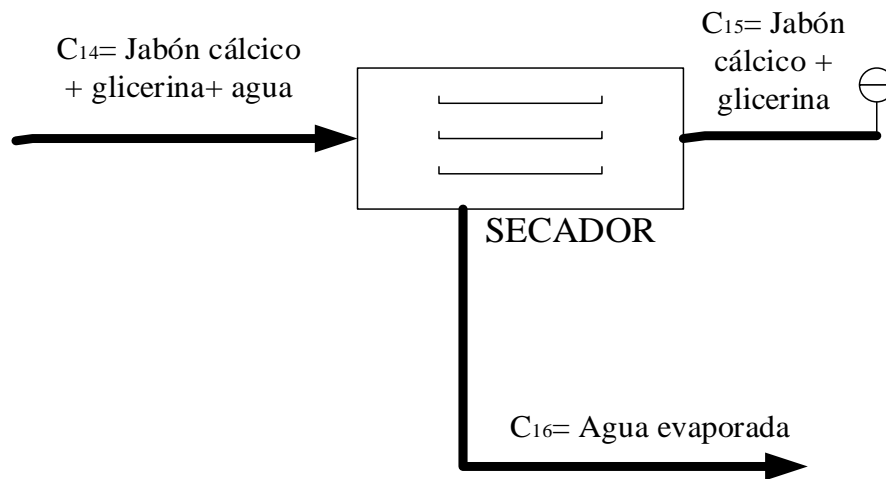 C14= Jabón cálcico
+ glicerina+ agua
C15= Jabón
cálcico +
glicerina
SECADOR
C16= Agua evaporada